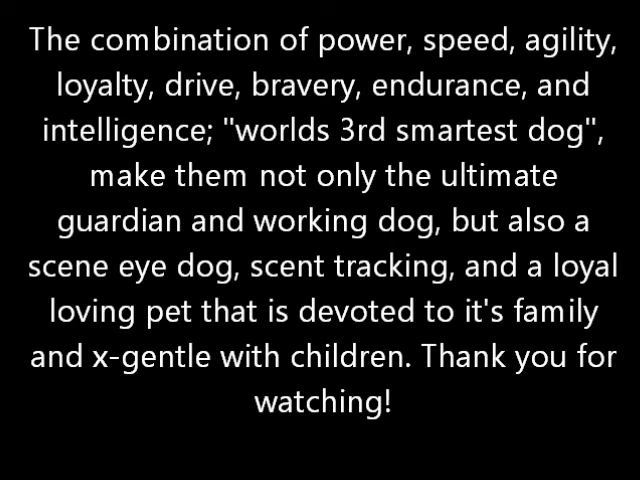 The combination of power, speed, agility,
loyalty, drive, bravery, endurance, and
intelligence; "worlds 3rd smartest dog",
make them not only the ultimate
guardian and working dog, but also a
scene eye dog, scent tracking, and a loyal
loving pet that is devoted to it's family
and x-gentle with children. Thank you for
watching!